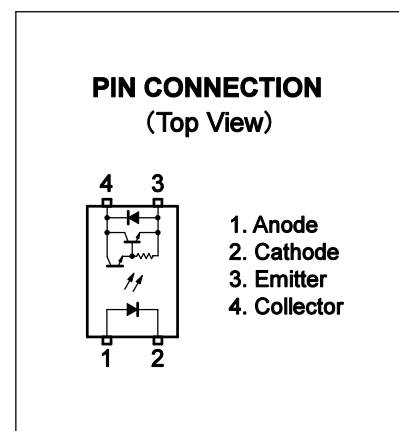 PIN CONNECTION
(Top View)
4 3
1. Anode
2. Cathode
3. Emitter
4. Collector
1 2